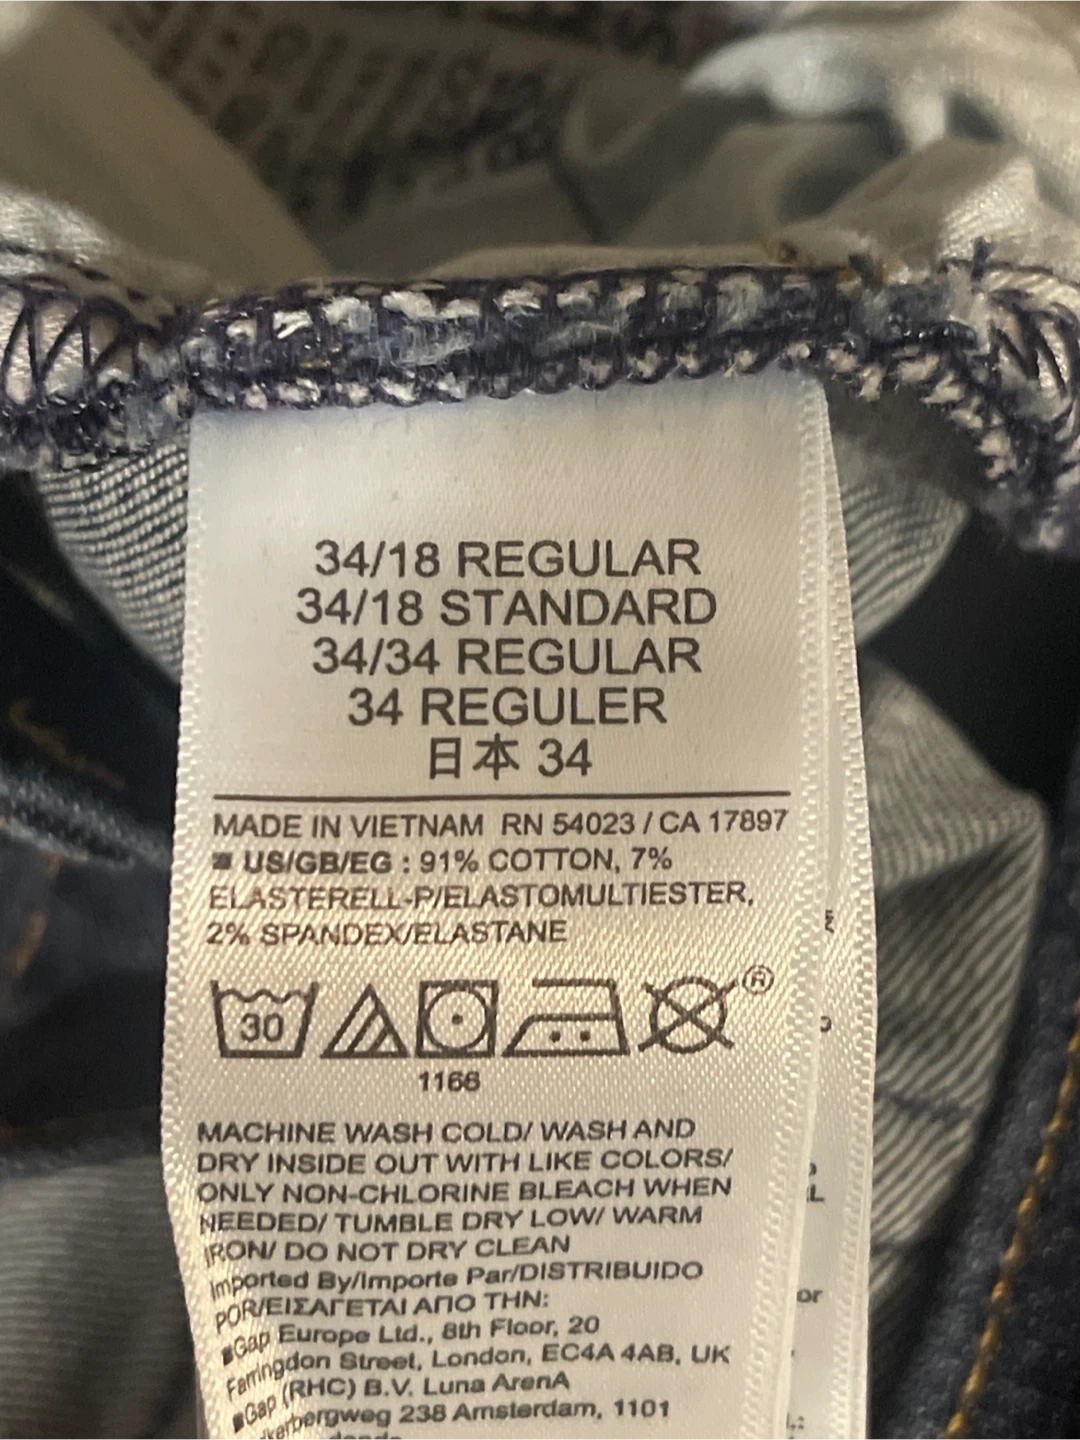 34/18 REGULAR
34/18 STANDARD
34/34 REGULAR
34 REGULER
日本 34
MADE IN VIETNAM RN 54023 / CA 17897
■ US/GB/EG : 91% COTTON, 7%
ELASTERELL-P/ELASTOMULTIESTER,
2% SPANDEX/ELASTANE
30
®
1166
MACHINE WASH COLD/ WASH AND
DRY INSIDE OUT WITH LIKE COLORS/
ONLY NON-CHLORINE BLEACH WHEN
NEEDED/ TUMBLE DRY LOW/ WARM
IRON/ DO NOT DRY CLEAN
Imported By/Importe Par/DISTRIBUIDO
POR/ΕΙΣΑΓΕΤΑΙ ΑΠΟ ΤΗΝ:
■Gap Europe Ltd., 8th Floor, 20
Farringdon Street, London, EC4A 4AB, UK
■Gap (RHC) B.V. Luna ArenA
238 Amsterdam, 1101